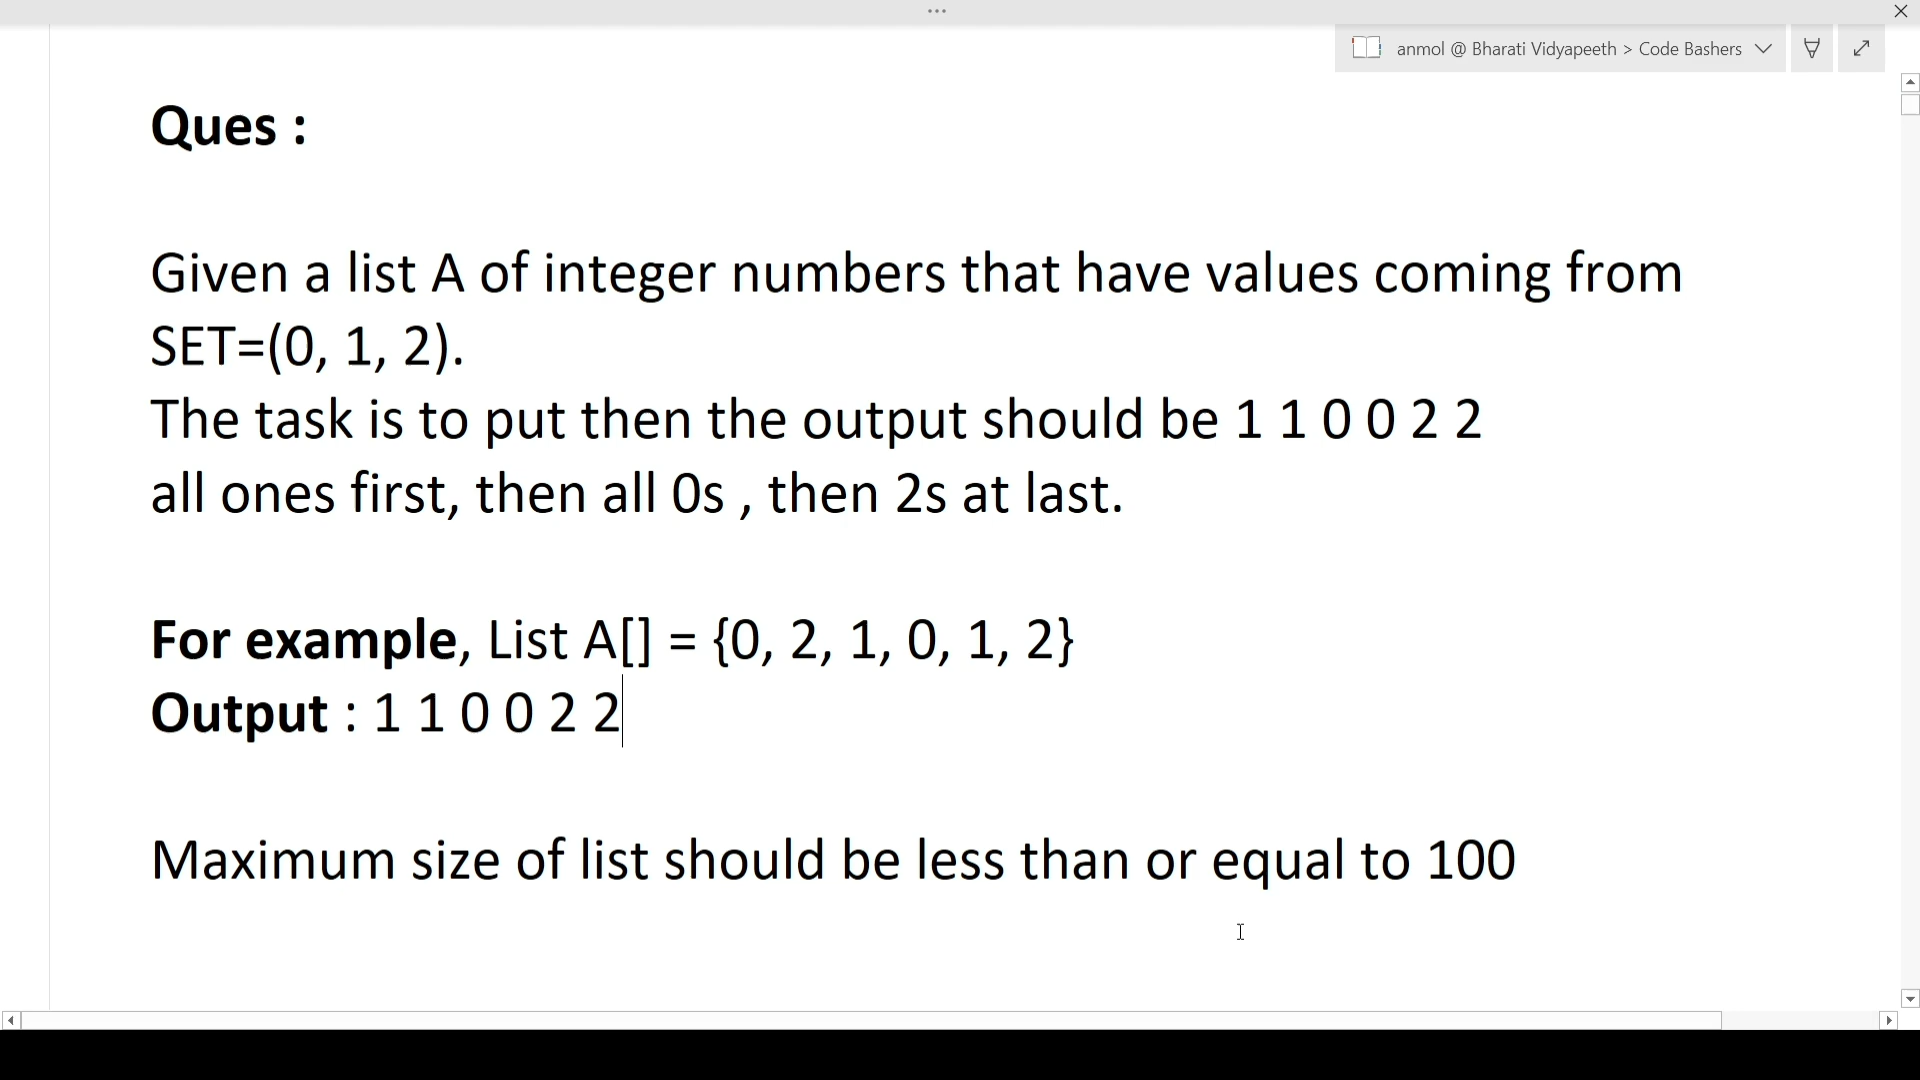 ...
anmol @ Bharati Vidyapeeth > Code Bashers
Ques :
Given a list A of integer numbers that have values coming from
SET=(0, 1, 2).
The task is to put then the output should be 1 1 0 0 2 2
all ones first, then all 0s , then 2s at last.
For example, List A[] = {0, 2, 1, 0, 1, 2}
Output : 1 1 0 0 2 2
Maximum size of list should be less than or equal to 100